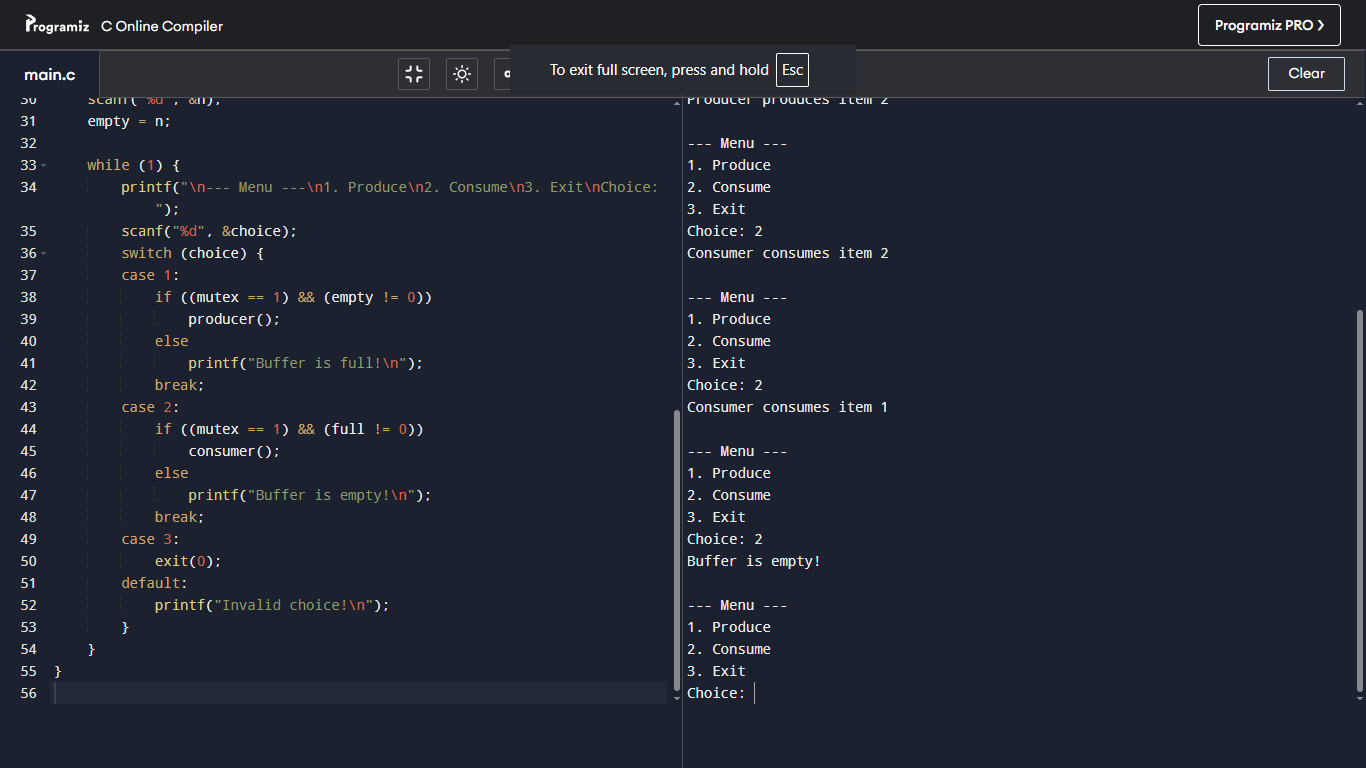 Programiz C Online Compiler
Programiz PRO ❯
To exit full screen, press and hold Esc
main.c
Clear
30 scanf("%d", &n);
31 empty = n;
32
33 while (1) {
34 printf("\n--- Menu ---\n1. Produce\n2. Consume\n3. Exit\nChoice:
");
35 scanf("%d", &choice);
36 switch (choice) {
37 case 1:
38 if ((mutex == 1) && (empty != 0))
39 producer();
40 else
41 printf("Buffer is full!\n");
42 break;
43 case 2:
44 if ((mutex == 1) && (full != 0))
45 consumer();
46 else
47 printf("Buffer is empty!\n");
48 break;
49 case 3:
50 exit(0);
51 default:
52 printf("Invalid choice!\n");
53 }
54 }
55 }
56
Producer produces item 2
--- Menu ---
1. Produce
2. Consume
3. Exit
Choice: 2
Consumer consumes item 2
--- Menu ---
1. Produce
2. Consume
3. Exit
Choice: 2
Consumer consumes item 1
--- Menu ---
1. Produce
2. Consume
3. Exit
Choice: 2
Buffer is empty!
--- Menu ---
1. Produce
2. Consume
3. Exit
Choice: